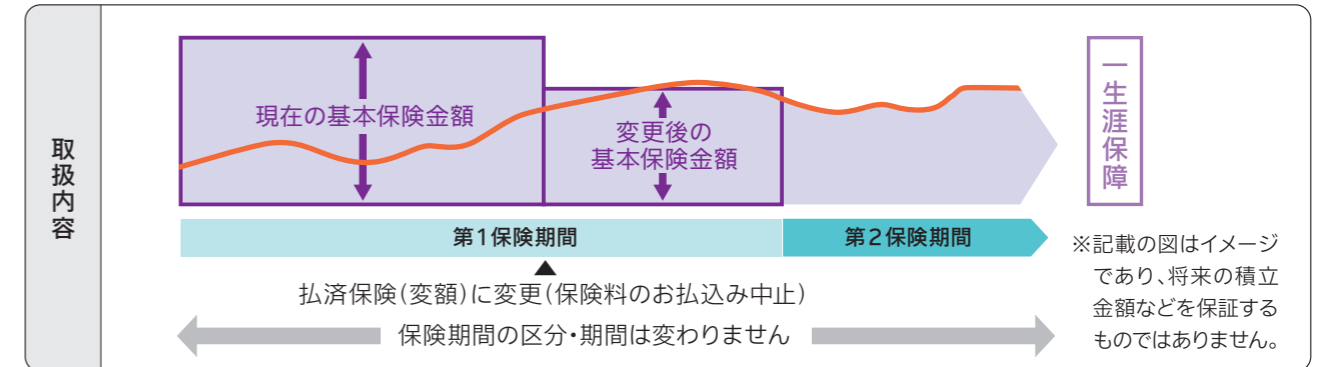 取扱内容
現在の基本保険金額
変更後の
基本保険金額
一生涯保障
第1保険期間
第2保険期間
払済保険(変額)に変更(保険料のお払込み中止)
保険期間の区分・期間は変わりません
※記載の図はイメージ
であり、将来の積立
金額などを保証する
ものではありません。